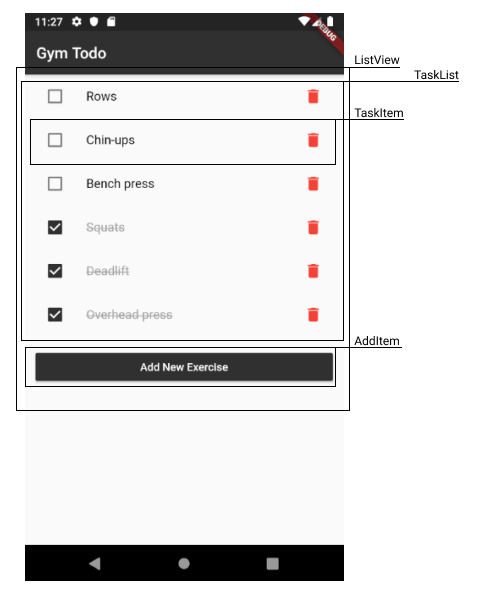 11:27
DEBUG
Gym Todo
ListView
TaskList
Rows
TaskItem
Chin-ups
Bench press
Squats
Deadlift
Overhead press
AddItem
Add New Exercise